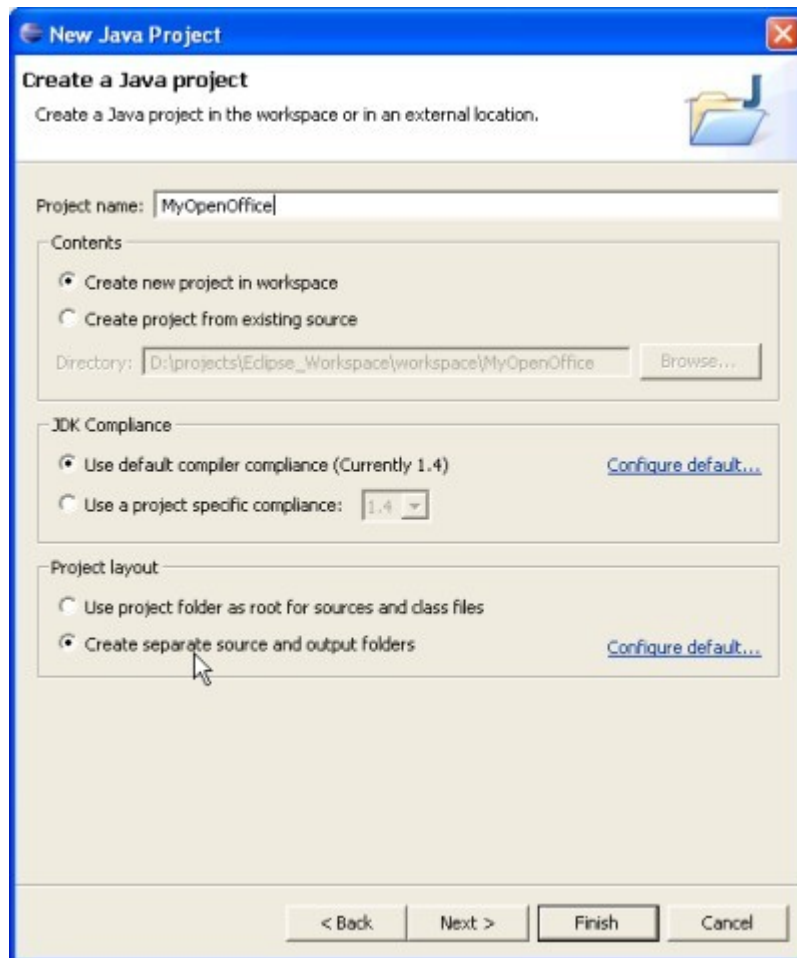 New Java Project
Create a Java project
Create a Java project in the workspace or in an external location.
Project name: MyOpenOffice
Contents
Create new project in workspace
Create project from existing source
Directory: D:\projects\Eclipse_Workspace\workspace\MyOpenOffice Browse...
JDK Compliance
Use default compiler compliance (Currently 1.4) Configure default...
Use a project specific compliance: 1.4
Project layout
Use project folder as root for sources and class files
Create separate source and output folders Configure default...
< Back Next > Finish Cancel